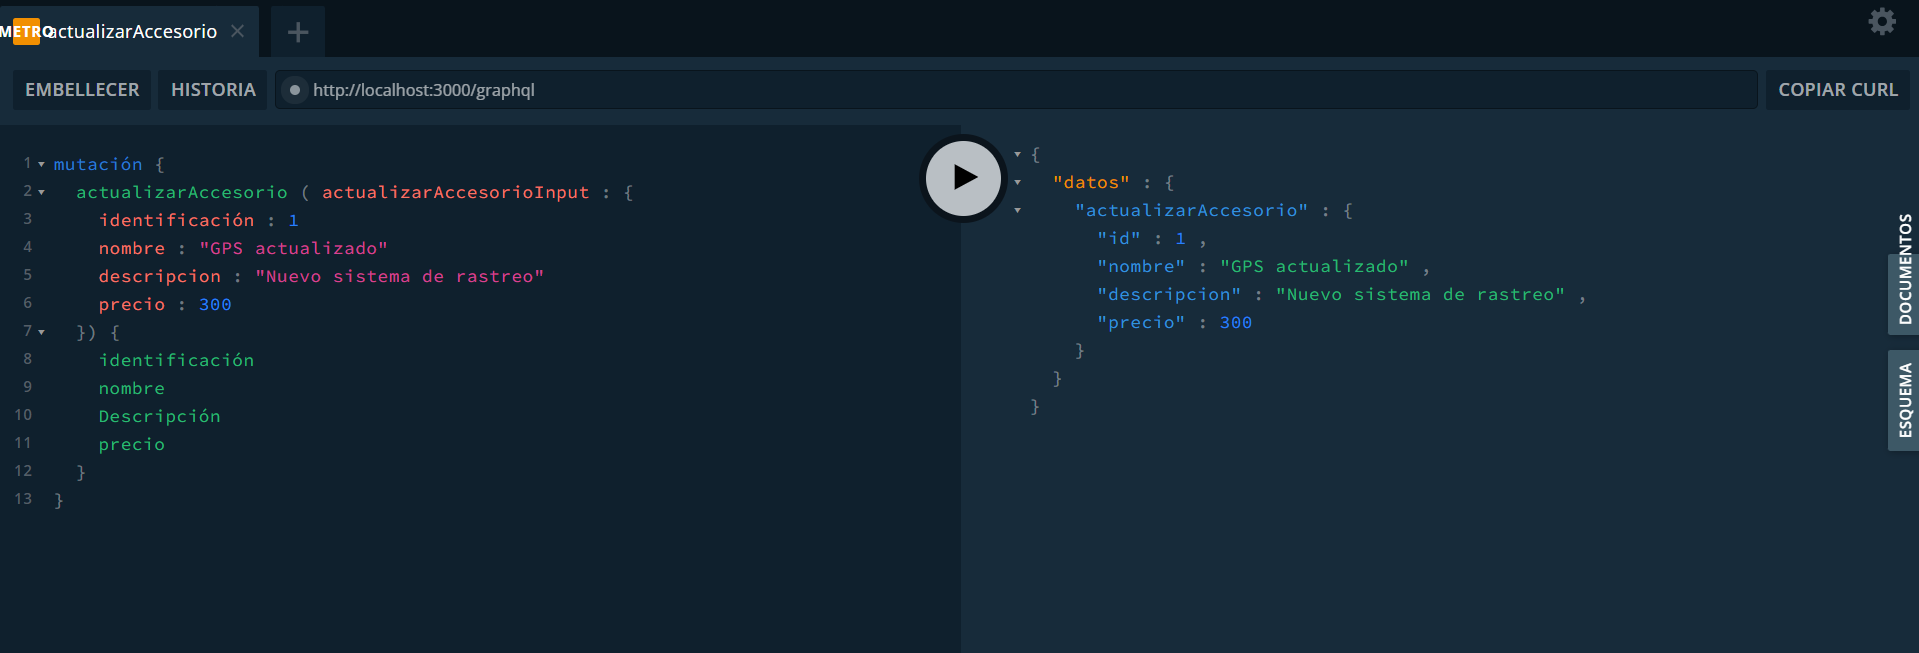 METRO actualizarAccesorio
EMBELLECER HISTORIA http://localhost:3000/graphql COPIAR CURL
1 mutación {
2 actualizarAccesorio ( actualizarAccesorioInput : {
3 identificación : 1
4 nombre : "GPS actualizado"
5 descripcion : "Nuevo sistema de rastreo"
6 precio : 300
7 }) {
8 identificación
9 nombre
10 Descripción
11 precio
12 }
13 }
{
"datos" : {
"actualizarAccesorio" : {
"id" : 1 ,
"nombre" : "GPS actualizado" ,
"descripcion" : "Nuevo sistema de rastreo" ,
"precio" : 300
}
}
}
DOCUMENTOS
ESQUEMA